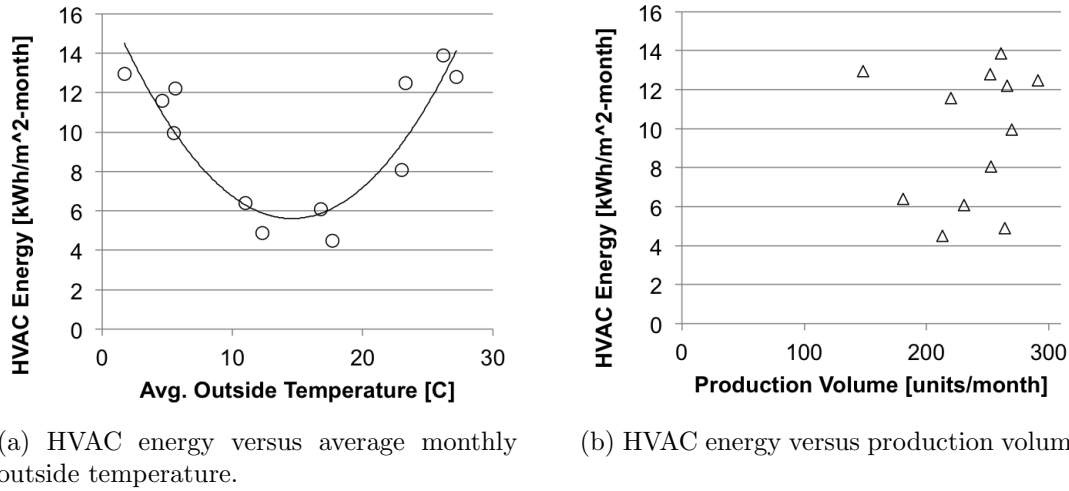 16
14
12
10
8
6
4
2
0
0 10 20 30
HVAC Energy [kWh/m^2-month]
Avg. Outside Temperature [C]
(a) HVAC energy versus average monthly
outside temperature.
16
14
12
10
8
6
4
2
0
0 100 200 300
HVAC Energy [kWh/m^2-month]
Production Volume [units/month]
(b) HVAC energy versus production volum